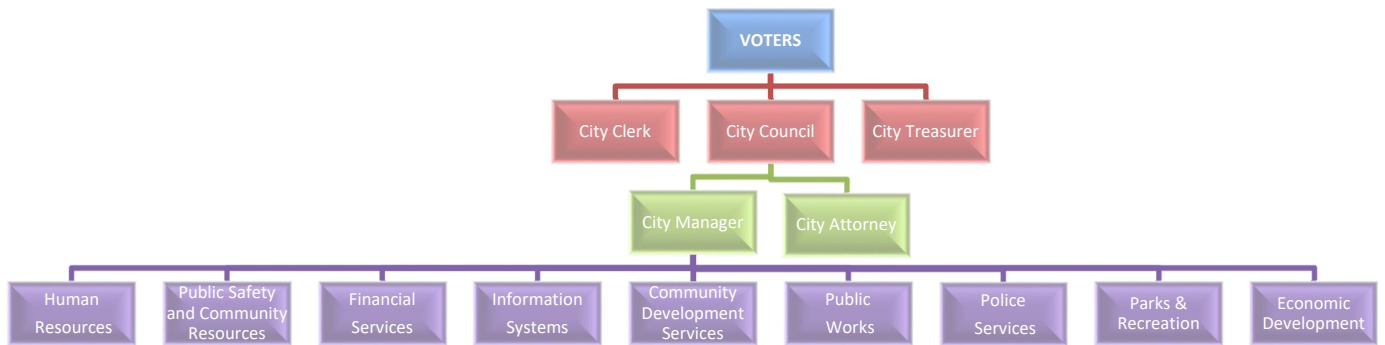 VOTERS
City Clerk
City Council
City Treasurer
City Manager
City Attorney
Human
Resources
Public Safety
and Community
Resources
Financial
Services
Information
Systems
Community
Development
Services
Public
Works
Police
Services
Parks &
Recreation
Economic
Development